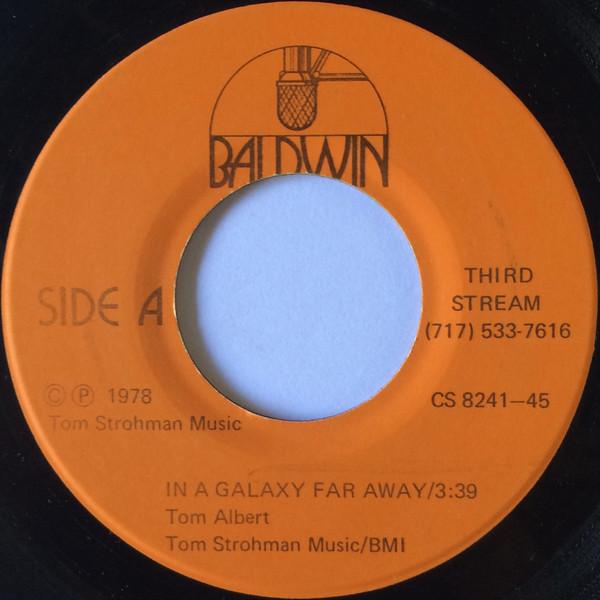 BALDWIN
SIDE A
THIRD
STREAM
(717) 533-7616
Ⓒ Ⓟ 1978
Tom Strohman Music
CS 8241—45
IN A GALAXY FAR AWAY/3:39
Tom Albert
Tom Strohman Music/BMI